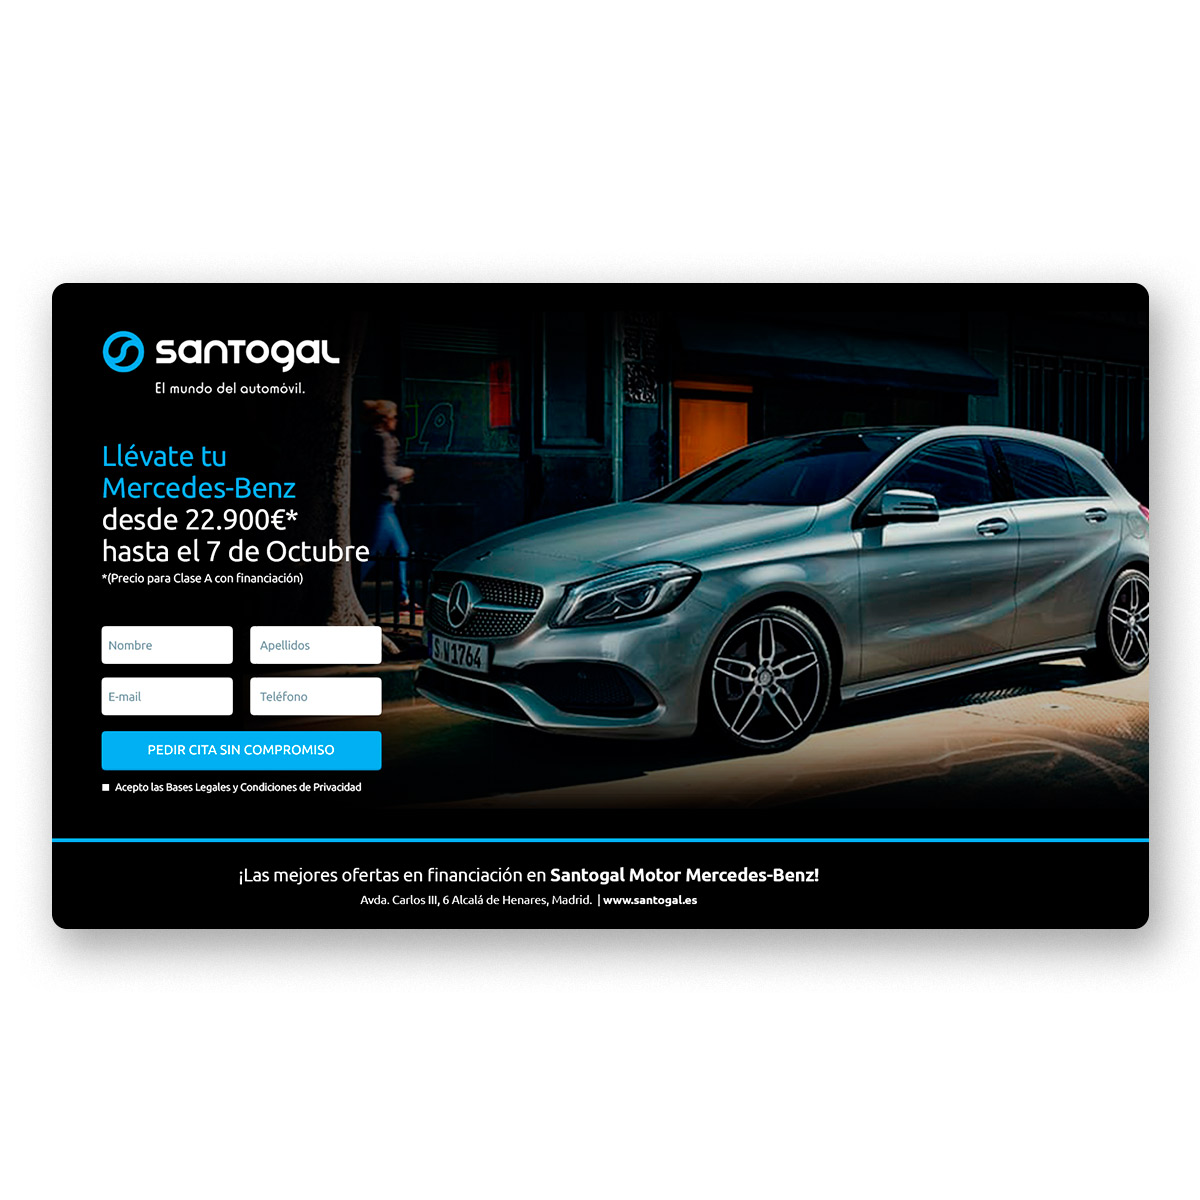 santogal
El mundo del automóvil.
Llévate tu
Mercedes-Benz
desde 22.900€*
hasta el 7 de Octubre
*(Precio para Clase A con financiación)
Nombre
Apellidos
E-mail
Teléfono
PEDIR CITA SIN COMPROMISO
Acepto las Bases Legales y Condiciones de Privacidad
S W1764
¡Las mejores ofertas en financiación en Santogal Motor Mercedes-Benz!
Avda. Carlos III, 6 Alcalá de Henares, Madrid. | www.santogal.es